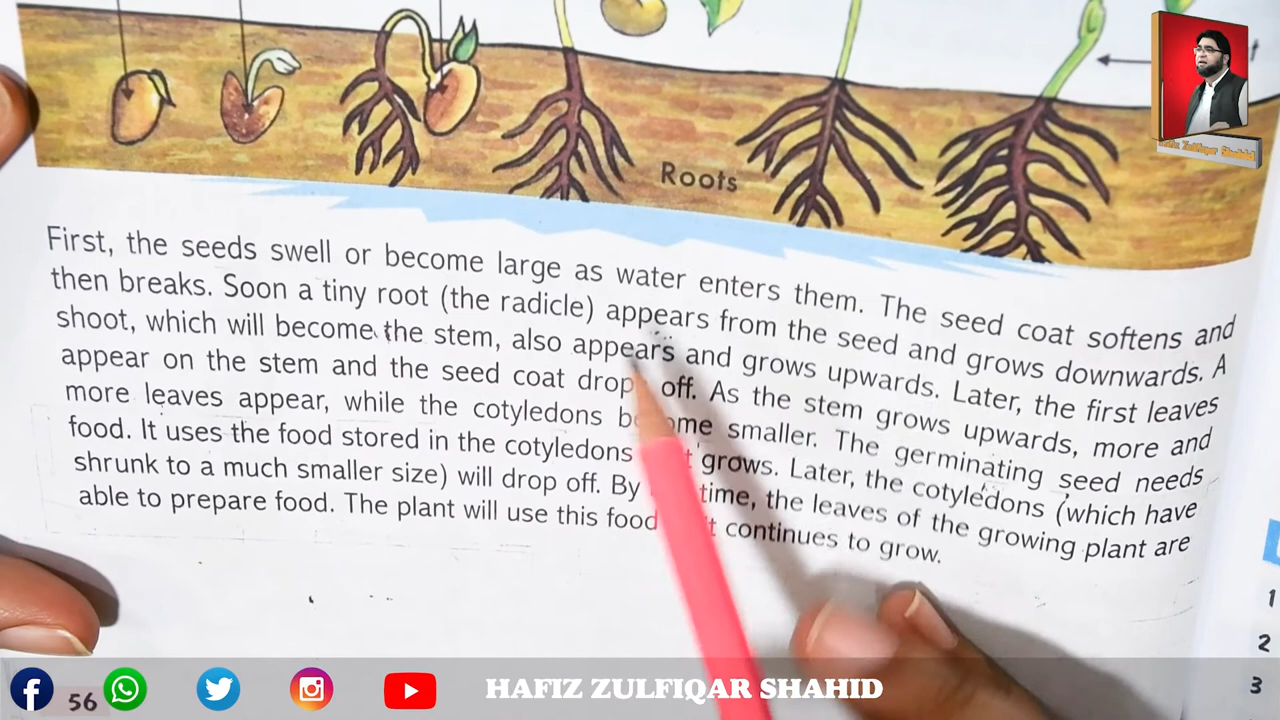 Roots
First, the seeds swell or become large as water enters them. The seed coat softens and
then breaks. Soon a tiny root (the radicle) appears from the seed and grows downwards. A
shoot, which will become the stem, also appears and grows upwards. Later, the first leaves
appear on the stem and the seed coat drops off. As the stem grows upwards, more and
more leaves appear, while the cotyledons become smaller. The germinating seed needs
food. It uses the food stored in the cotyledons grows. Later, the cotyledons (which have
shrunk to a much smaller size) will drop off. By time, the leaves of the growing plant are
able to prepare food. The plant will use this food it continues to grow.
1
2
3
56
HAFIZ ZULFIQAR SHAHID
Hafiz Zulfiqar Shahid